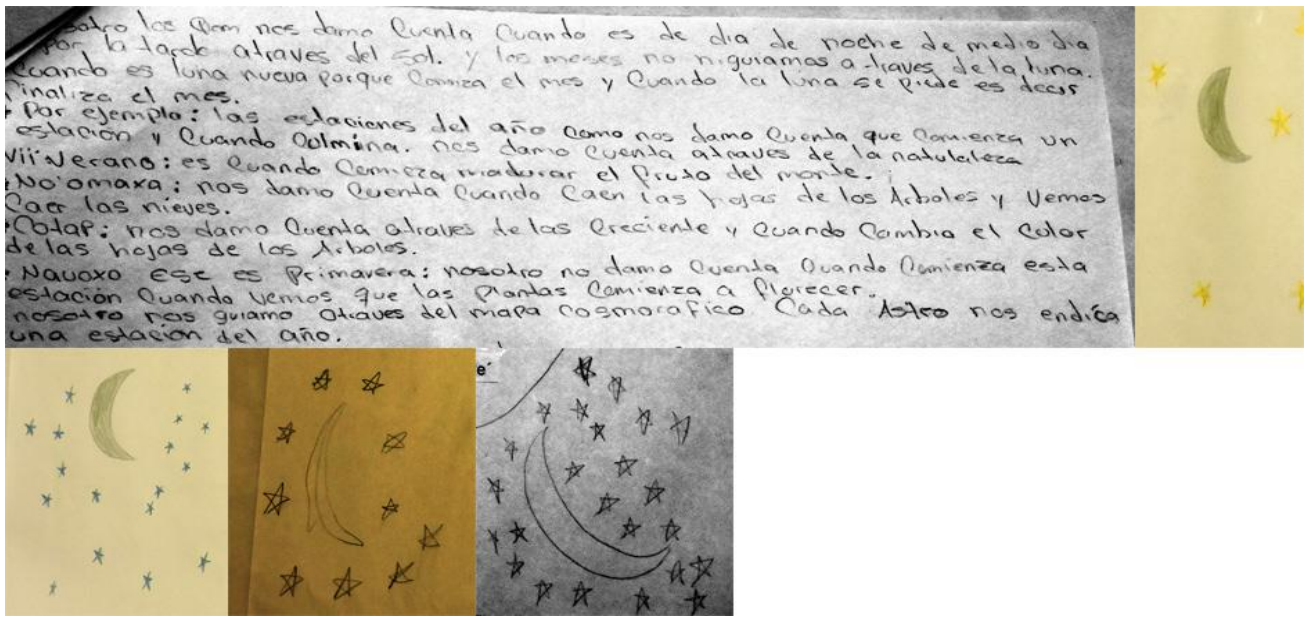 los Qom nos damo Cuenta Cuando es de dia de noche de medio dia
Por la tarde atraves del sol. y los meses no niguiamos a traves de la luna.
Cuando es luna nueva porque Comiza el mes y Cuando la luna se piede es decir
Finaliza el mes.
• Por ejemplo: las estaciones del año como nos damo Cuenta que Comienza un
estación y Cuando Culmina. nos damo Cuenta atraves de la natulaleza
Vii'Verano: es Cuando Comieza madurar el Fruto del monte.
• No'omaxa: nos damo Cuenta Cuando Caen las hojas de los Arboles y Vemos
Caer las nieves.
• Cotap: nos damo Cuenta atraves de las Creciente y Cuando Cambia el Color
de las hojas de los Arboles.
• Nauoxo ese es Primavera: nosotro no damo Cuenta Cuando Comienza esta
estación Cuando Vemos que las Plantas Comienza a florecer.
nosotro nos guiamo atraves del mapa cosmorafico Cada Astro nos endica
una estación del año.
e´